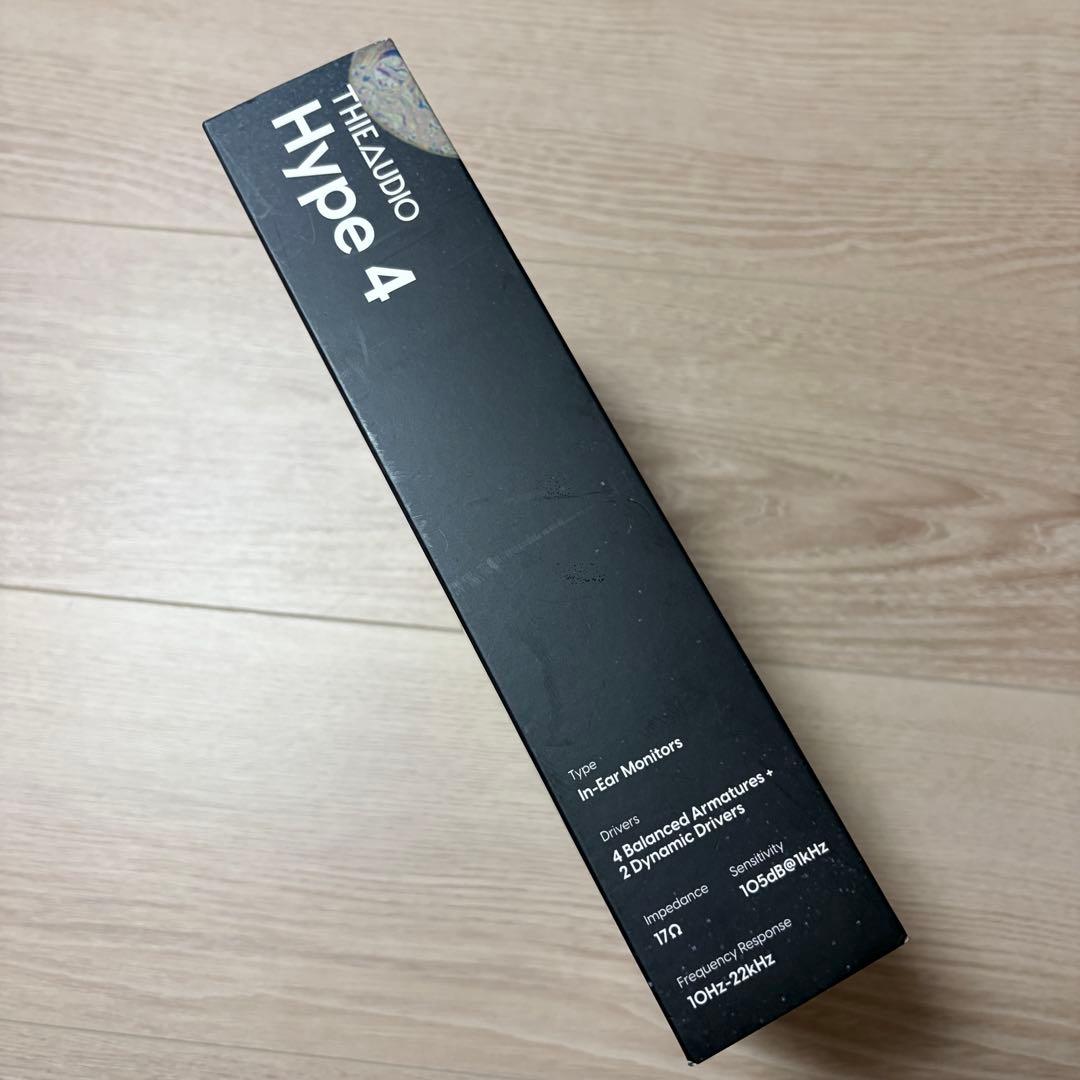 THIEAUDIO
Hype 4
Type
In-Ear Monitors
Drivers
4 Balanced Armatures +
2 Dynamic Drivers
Impedance
17Ω
Sensitivity
105dB@1kHz
Frequency Response
10Hz-22kHz